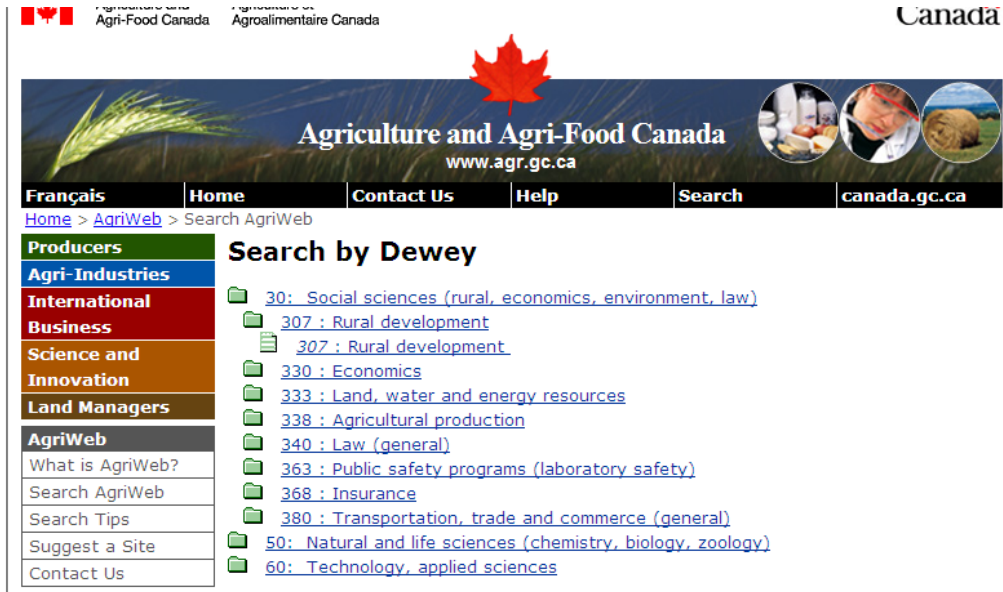 Agri-Food Canada Agroalimentaire Canada
Canada
Agriculture and Agri-Food Canada
www.agr.gc.ca
Français Home Contact Us Help Search canada.gc.ca
Home > AgriWeb > Search AgriWeb
Producers
Agri-Industries
International
Business
Science and
Innovation
Land Managers
AgriWeb
What is AgriWeb?
Search AgriWeb
Search Tips
Suggest a Site
Contact Us
Search by Dewey
30: Social sciences (rural, economics, environment, law)
307 : Rural development
307 : Rural development
330 : Economics
333 : Land, water and energy resources
338 : Agricultural production
340 : Law (general)
363 : Public safety programs (laboratory safety)
368 : Insurance
380 : Transportation, trade and commerce (general)
50: Natural and life sciences (chemistry, biology, zoology)
60: Technology, applied sciences